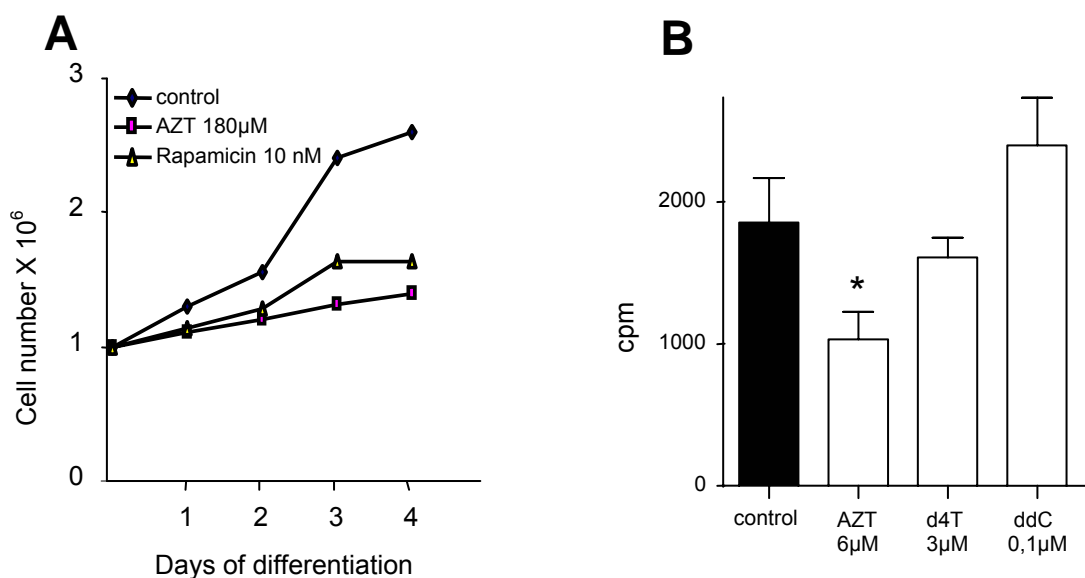 A
3
2
1
0
Cell number X 10⁶
control
AZT 180µM
Rapamicin 10 nM
1 2 3 4
Days of differentiation
B
2000
1000
0
cpm
*
control AZT d4T ddC
6µM 3µM 0,1µM